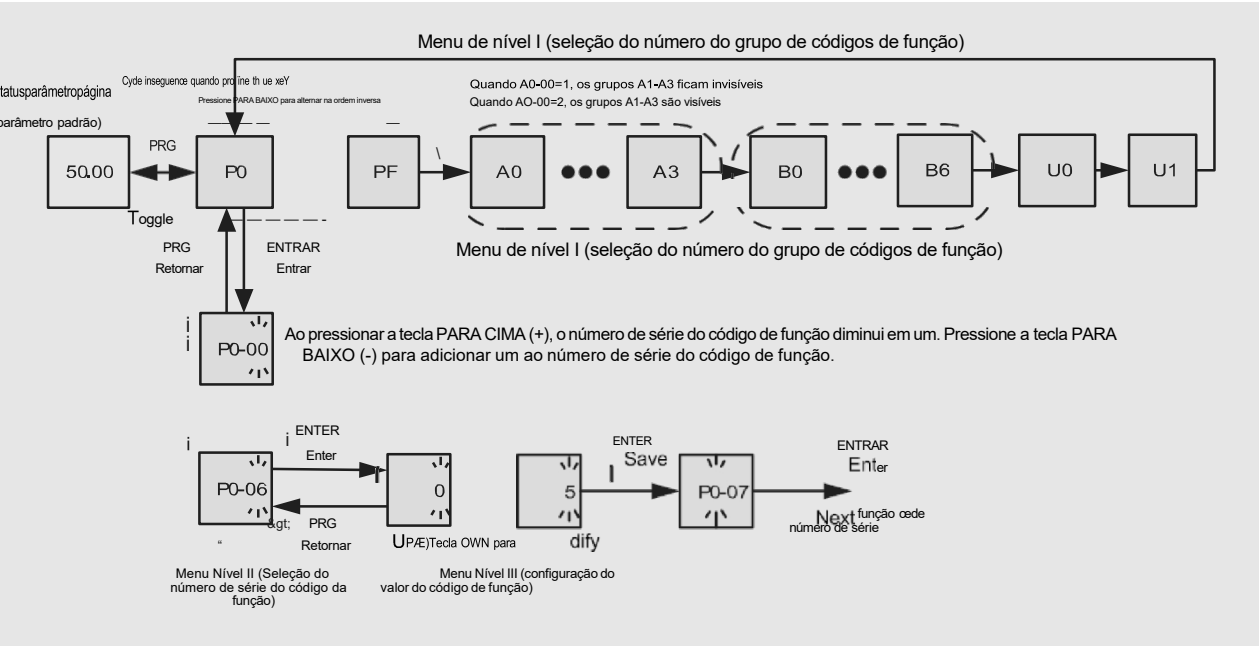 Menu de nível I (seleção do número do grupo de códigos de função)
tatusparâmetropágina
Cyde inseguenœ quando pro īne th ue xeY
Pressione PARA BAIXO para alternar na ordem inversa
Quando A0-00=1, os grupos A1-A3 ficam invisíveis
Quando AO-00=2, os grupos A1-A3 são visíveis
parâmetro padrão)
50.00
PRG
P0
PF
A0
A3
B0
B6
U0
U1
Toggle
PRG
Retornar
ENTRAR
Entrar
Menu de nível I (seleção do número do grupo de códigos de função)
P0-00
Ao pressionar a tecla PARA CIMA (+), o número de série do código de função diminui em um. Pressione a tecla PARA
BAIXO (-) para adicionar um ao número de série do código de função.
P0-06
ENTER
Enter
0
&gt;
PRG
Retornar
5
ENTER
Save
P0-07
ENTRAR
Enter
Next função œde
número de série
UPÆ)Tecla OWN para
dify
Menu Nível II (Seleção do
número de série do código da
função)
Menu Nível III (configuração do
valor do código de função)